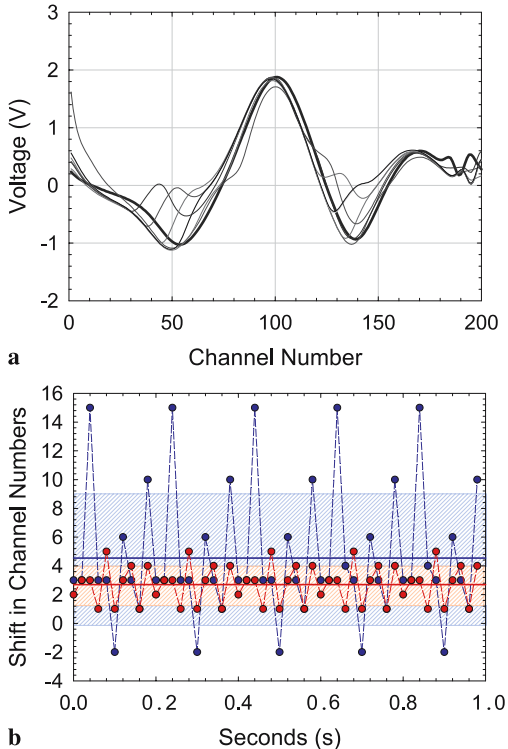 3
2
1
0
-1
-2
Voltage (V)
0 50 100 150 200
Channel Number
a
16
14
12
10
8
6
4
2
0
-2
-4
Shift in Channel Numbers
0.0 0.2 0.4 0.6 0.8 1.0
Seconds (s)
b